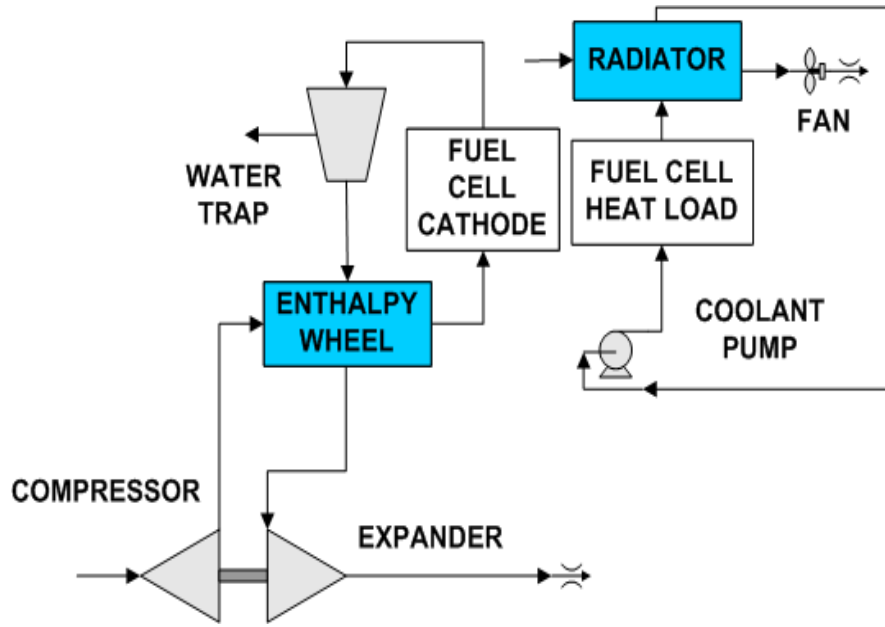 RADIATOR
FAN
FUEL
CELL
CATHODE
FUEL CELL
HEAT LOAD
WATER
TRAP
ENTHALPY
WHEEL
COOLANT
PUMP
COMPRESSOR
EXPANDER